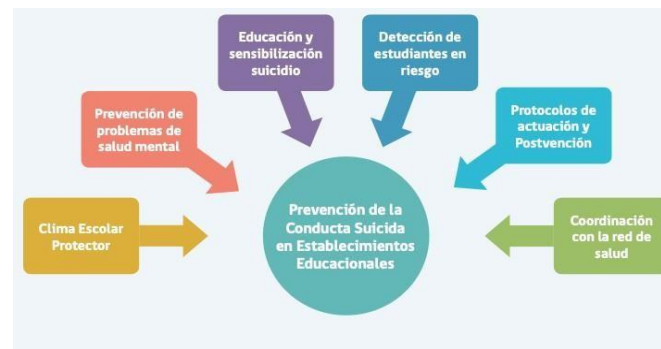 Educación y
sensibilización
suicidio
Detección de
estudiantes en
riesgo
Prevención de
problemas de
salud mental
Protocolos de
actuación y
Postvención
Clima Escolar
Protector
Prevención de la
Conducta Suicida
en Establecimientos
Educacionales
Coordinación
con la red de
salud